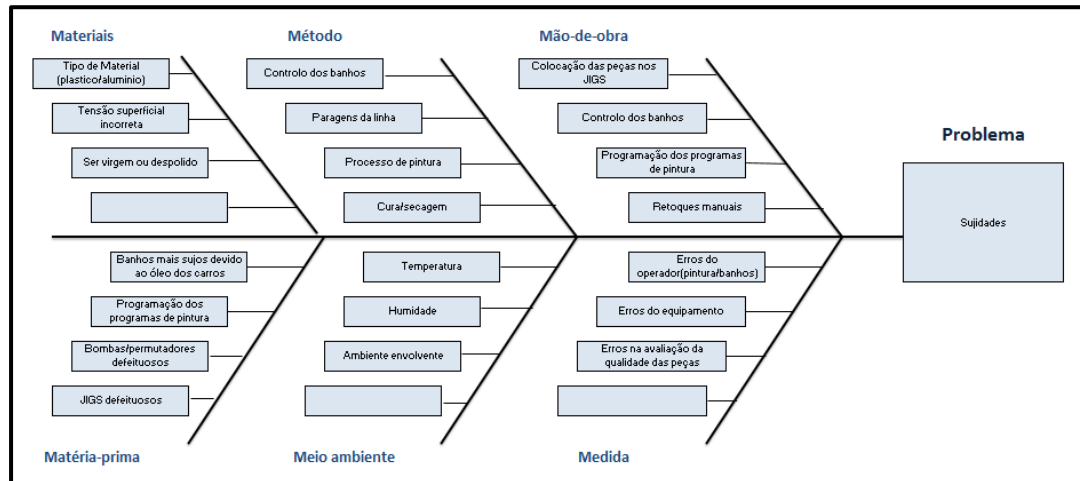 Materiais
Método
Mão-de-obra
Tipo de Material
(plastico/aluminio)
Controlo dos banhos
Colocação das peças nos
JIGS
Tensão superficial
incorreta
Paragens da linha
Controlo dos banhos
Problema
Ser virgem ou despolido
Processo de pintura
Programação dos programas
de pintura
Cura/secagem
Retoques manuais
Sujidades
Banhos mais sujos devido
ao óleo dos carros
Temperatura
Erros do
operador(pintura/banhos)
Programação dos
programas de pintura
Humidade
Erros do equipamento
Bombas/permutadores
defeituosos
Ambiente envolvente
Erros na avaliação da
qualidade das peças
JIGS defeituosos
Matéria-prima
Meio ambiente
Medida